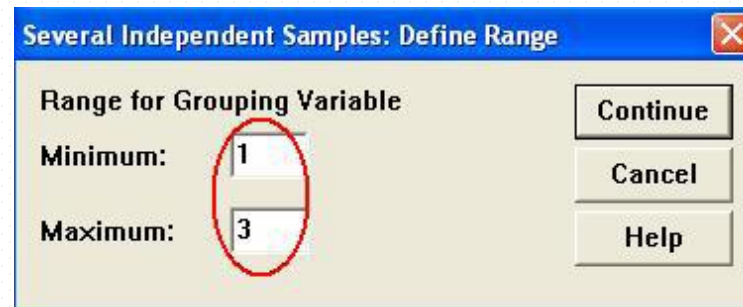 Several Independent Samples: Define Range
Range for Grouping Variable
Minimum: 1
Maximum: 3
Continue
Cancel
Help